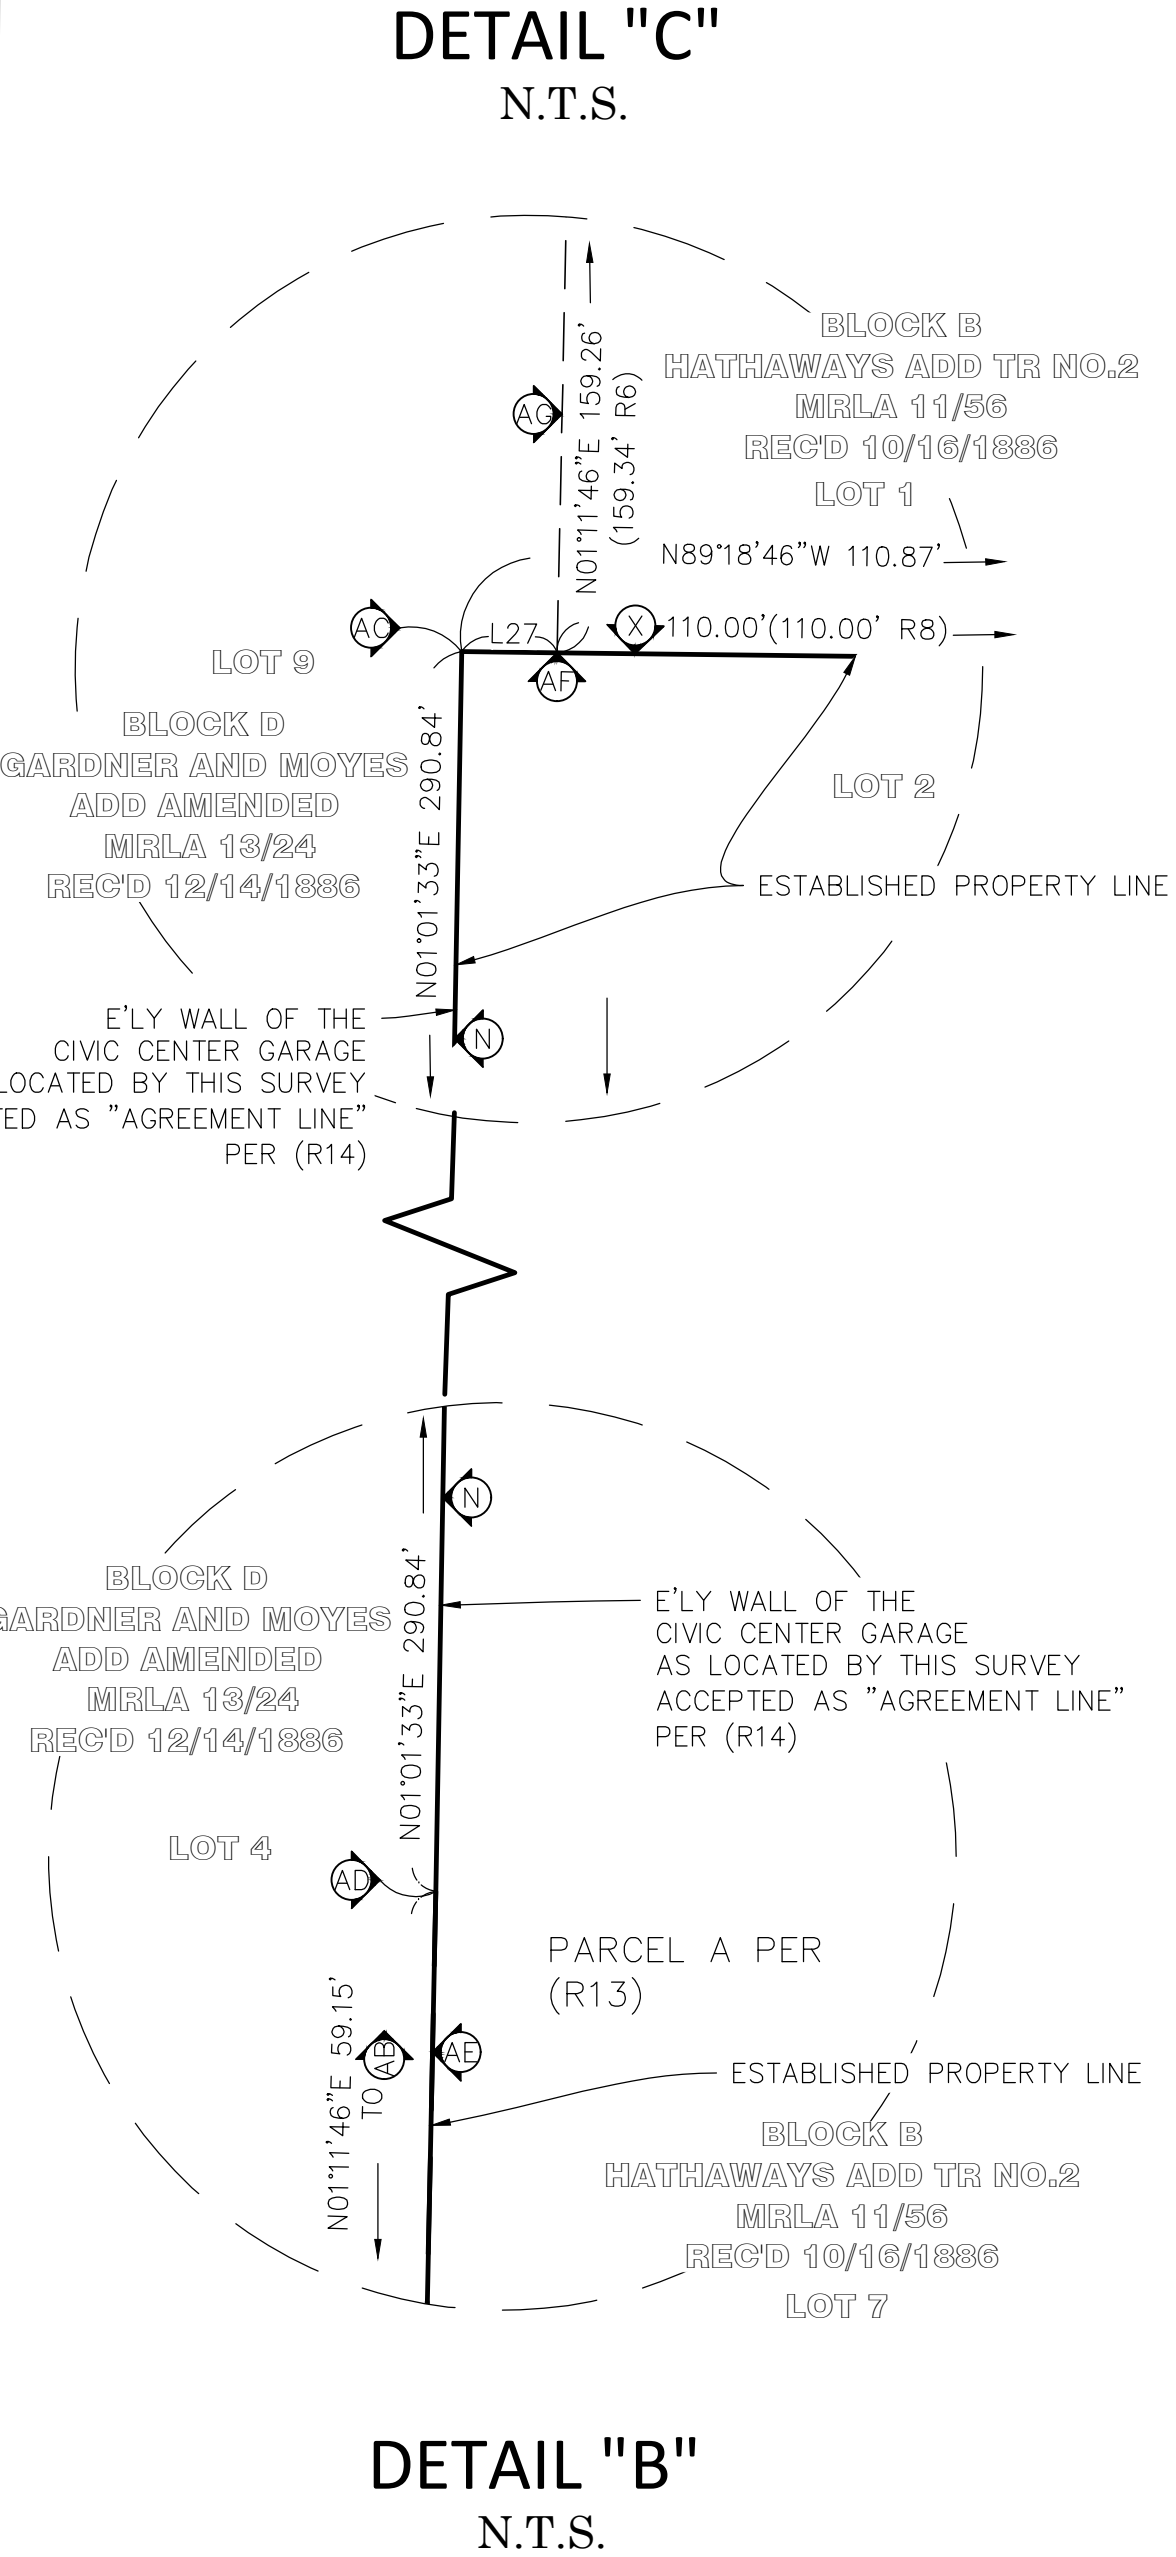 DETAIL "C"
N.T.S.
BLOCK B
HATHAWAYS ADD TR NO.2
MRLA 11/56
REC'D 10/16/1886
LOT 1
AG
N01°11'46"E 159.26'
(159.34' R6)
N89°18'46"W 110.87'
AC
L27
X
110.00'(110.00' R8)
AF
LOT 9
BLOCK D
GARDNER AND MOYES
ADD AMENDED
MRLA 13/24
REC'D 12/14/1886
N01°01'33"E 290.84'
LOT 2
ESTABLISHED PROPERTY LINE
E'LY WALL OF THE
CIVIC CENTER GARAGE
LOCATED BY THIS SURVEY
TED AS "AGREEMENT LINE"
PER (R14)
N
N
BLOCK D
GARDNER AND MOYES
ADD AMENDED
MRLA 13/24
REC'D 12/14/1886
N01°01'33"E 290.84'
E'LY WALL OF THE
CIVIC CENTER GARAGE
AS LOCATED BY THIS SURVEY
ACCEPTED AS "AGREEMENT LINE"
PER (R14)
LOT 4
AD
PARCEL A PER
(R13)
N01°11'46"E 59.15'
TO AB
AE
ESTABLISHED PROPERTY LINE
BLOCK B
HATHAWAYS ADD TR NO.2
MRLA 11/56
REC'D 10/16/1886
LOT 7
DETAIL "B"
N.T.S.